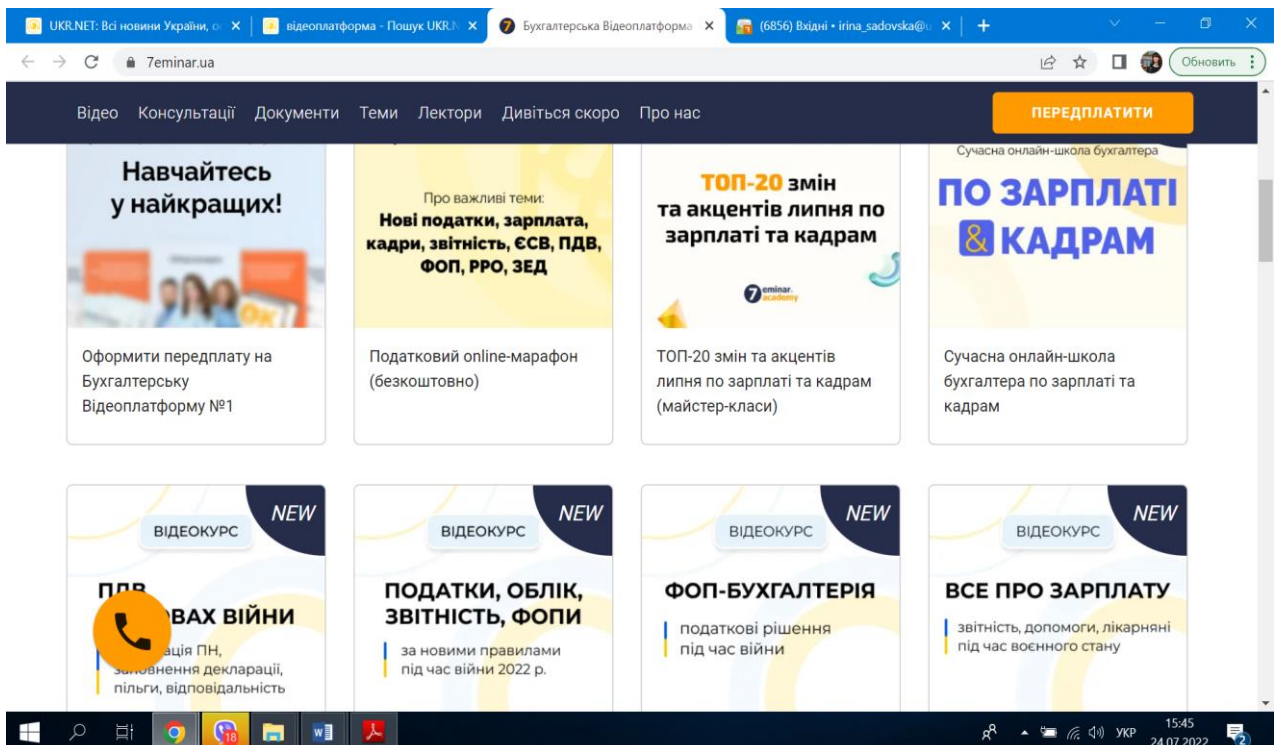 UKR.NET: Всі новини України, о
відеоплатформа - Пошук UKR.N
Бухгалтерська Відеоплатформа
(6856) Вхідні • irina_sadovska@u
7eminar.ua
Обновить
Відео Консультації Документи Теми Лектори Дивіться скоро Про нас
ПЕРЕДПЛАТИТИ
Навчайтесь
у найкращих!
Про важливі теми:
Нові податки, зарплата,
кадри, звітність, ЄСВ, ПДВ,
ФОП, РРО, ЗЕД
ТОП-20 змін
та акцентів липня по
зарплаті та кадрам
7 eminar.
academy
Сучасна онлайн-школа бухгалтера
ПО ЗАРПЛАТІ
& КАДРАМ
Оформити передплату на
Бухгалтерську
Відеоплатформу №1
Податковий online-марафон
(безкоштовно)
ТОП-20 змін та акцентів
липня по зарплаті та кадрам
(майстер-класи)
Сучасна онлайн-школа
бухгалтера по зарплаті та
кадрам
NEW
ВІДЕОКУРС
ПДВ
ВАХ ВІЙНИ
ація ПН,
заповнення декларації,
пільги, відповідальність
NEW
ВІДЕОКУРС
ПОДАТКИ, ОБЛІК,
ЗВІТНІСТЬ, ФОПИ
за новими правилами
під час війни 2022 р.
NEW
ВІДЕОКУРС
ФОП-БУХГАЛТЕРІЯ
податкові рішення
під час війни
NEW
ВІДЕОКУРС
ВСЕ ПРО ЗАРПЛАТУ
звітність, допомоги, лікарняні
під час воєнного стану
18
УКР
15:45
24.07.2022
2